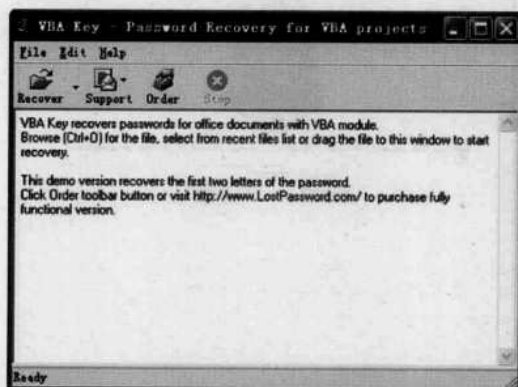 VBA Key - Password Recovery for VBA projects
File Edit Help
Recover Support Order Stop
VBA Key recovers passwords for office documents with VBA module.
Browse (Ctrl+O) for the file, select from recent files list or drag the file to this window to start
recovery.
This demo version recovers the first two letters of the password.
Click Order toolbar button or visit http://www.LostPassword.com/ to purchase fully
functional version.
Ready